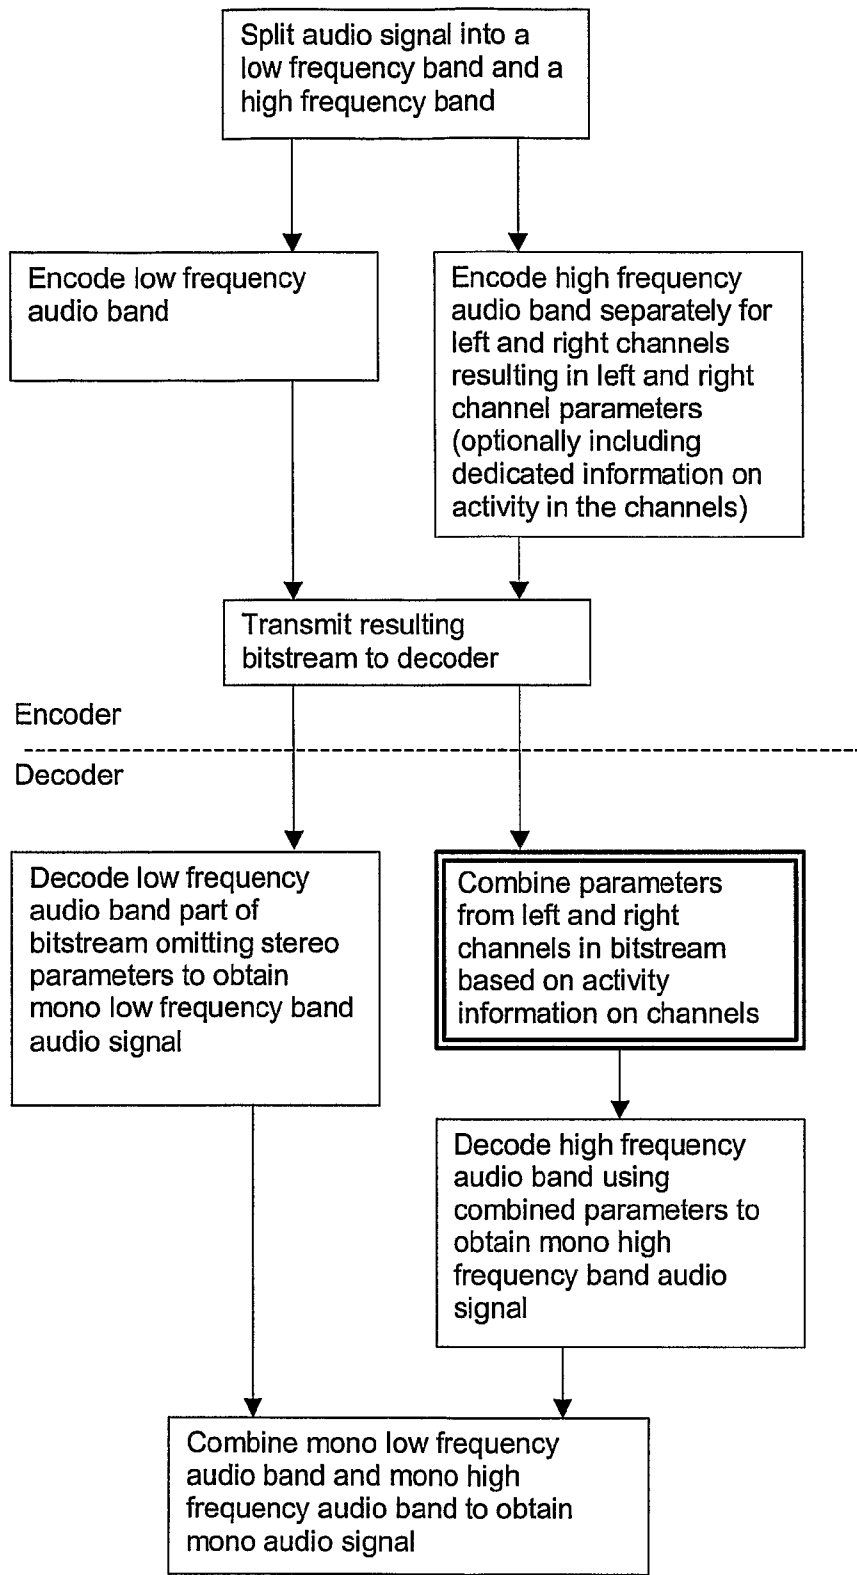 Split audio signal into a
low frequency band and a
high frequency band
Encode low frequency
audio band
Encode high frequency
audio band separately for
left and right channels
resulting in left and right
channel parameters
(optionally including
dedicated information on
activity in the channels)
Transmit resulting
bitstream to decoder
Encoder
Decoder
Decode low frequency
audio band part of
bitstream omitting stereo
parameters to obtain
mono low frequency band
audio signal
Combine parameters
from left and right
channels in bitstream
based on activity
information on channels
Decode high frequency
audio band using
combined parameters to
obtain mono high
frequency band audio
signal
Combine mono low frequency
audio band and mono high
frequency audio band to obtain
mono audio signal